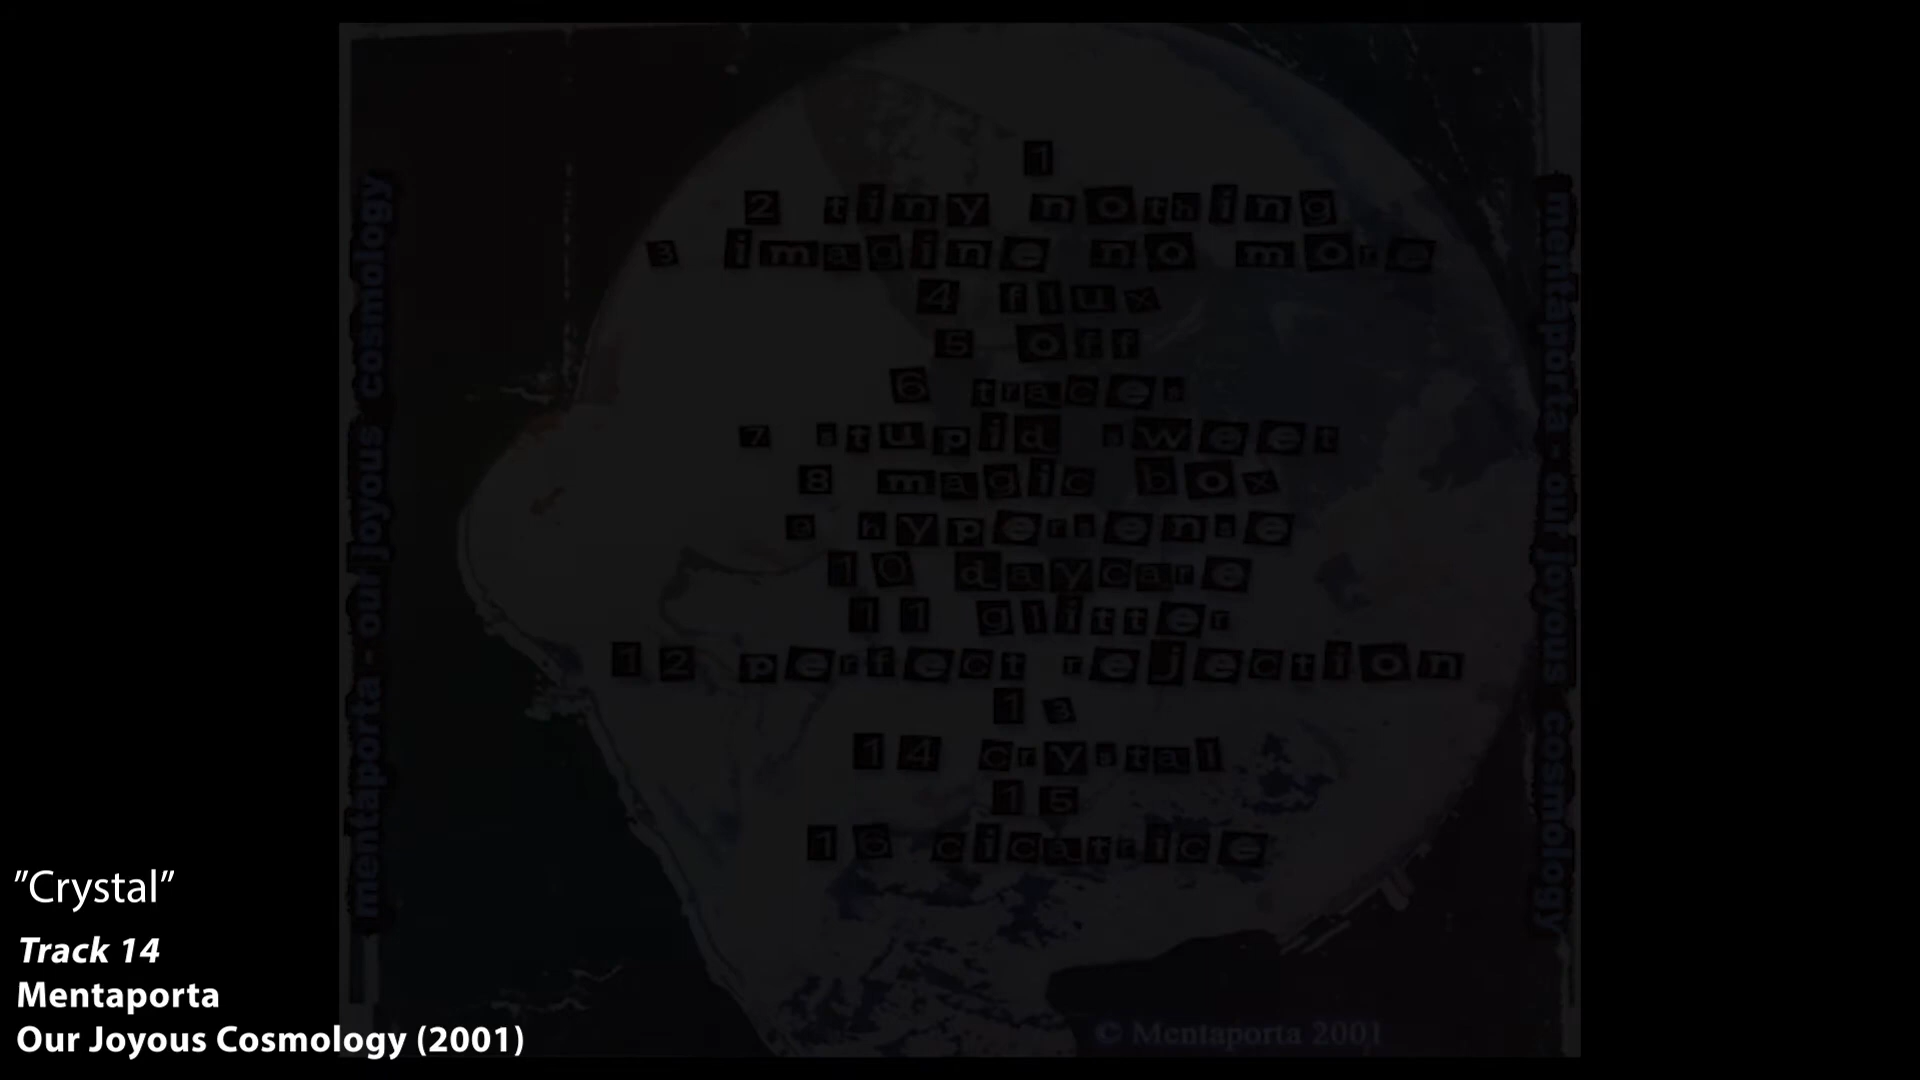 mentaporta - our joyous cosmology
1
2 tiny nothing
3 imagine no more
4 flux
5 off
6 traces
7 stupid sweet
8 magic box
9 hypersense
10 daycare
11 glitter
12 perfect rejection
13
14 crystal
15
16 cicatrice
mentaporta - our joyous cosmology
© Mentaporta 2001
”Crystal”
Track 14
Mentaporta
Our Joyous Cosmology (2001)